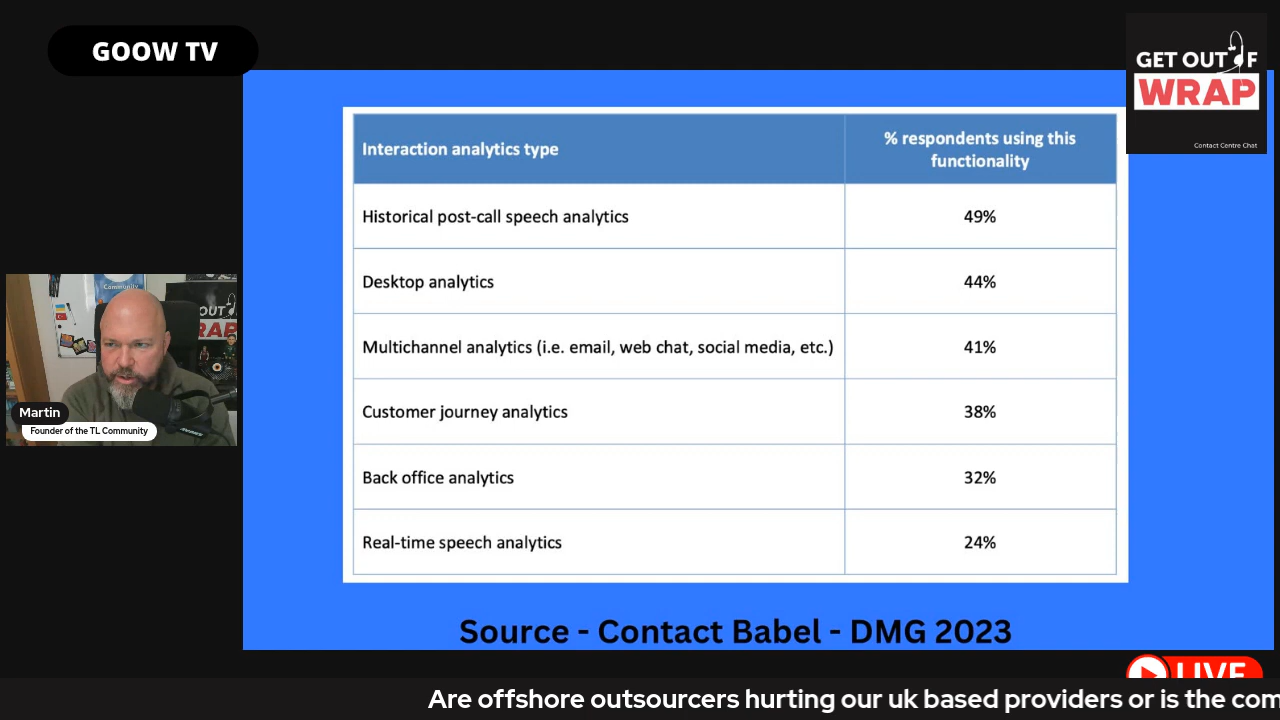 GOOW TV
GET OUT OF
WRAP
Contact Centre Chat
Interaction analytics type
% respondents using this
functionality
Historical post-call speech analytics
49%
Desktop analytics
44%
Multichannel analytics (i.e. email, web chat, social media, etc.)
41%
Customer journey analytics
38%
Back office analytics
32%
Real-time speech analytics
24%
Community
OUT
RAP
Martin
Founder of the TL Community
Source - Contact Babel - DMG 2023
LIVE
Are offshore outsourcers hurting our uk based providers or is the com